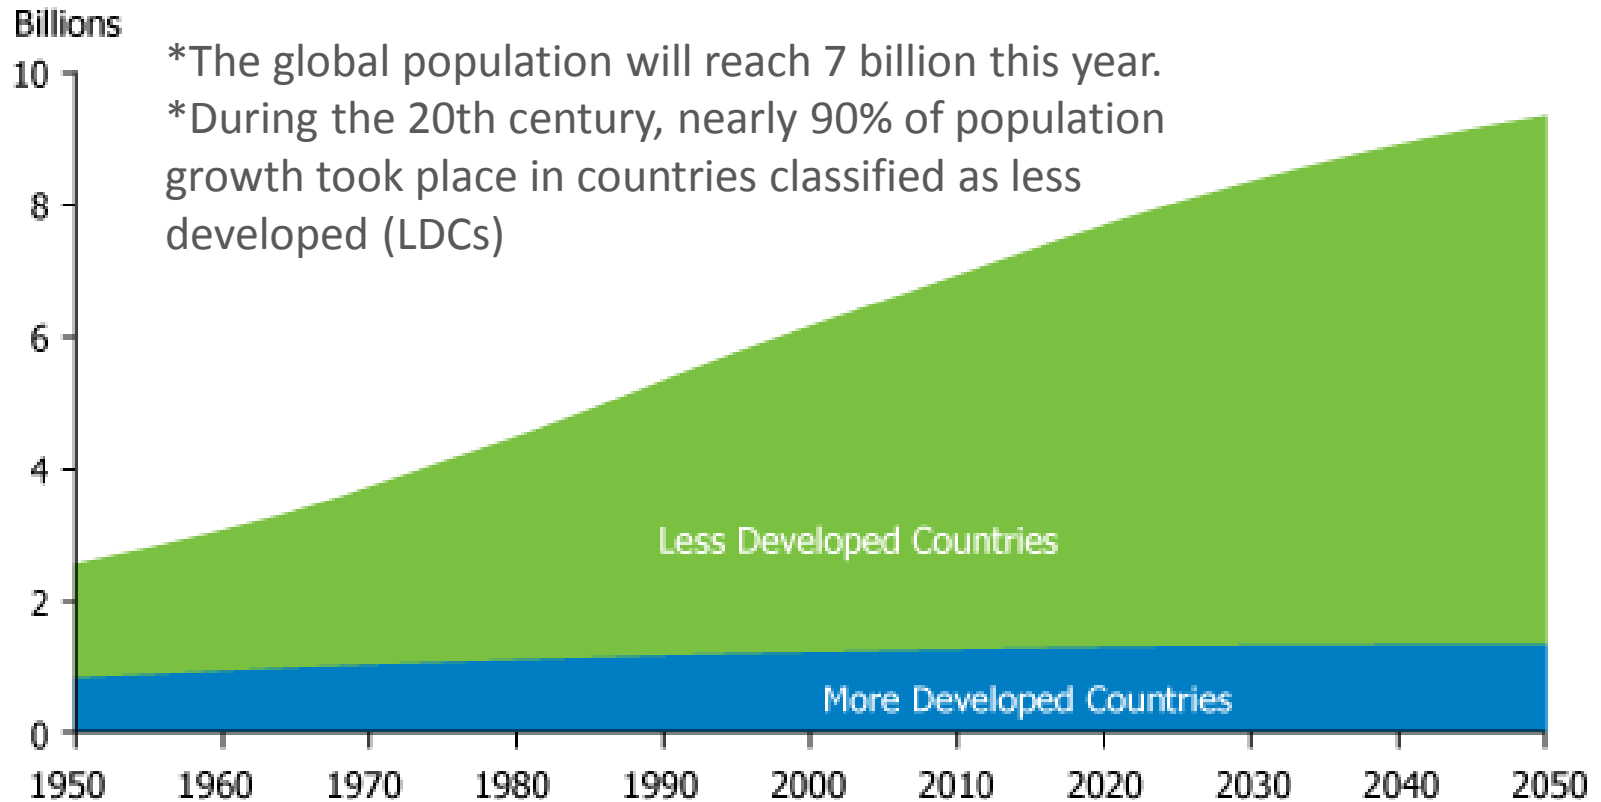 Billions
*The global population will reach 7 billion this year.
*During the 20th century, nearly 90% of population
growth took place in countries classified as less
developed (LDCs)
10
8
6
4
2
0
Less Developed Countries
More Developed Countries
1950 1960 1970 1980 1990 2000 2010 2020 2030 2040 2050